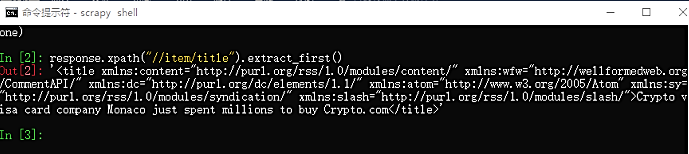 命令提示符 - scrapy shell
one)
In [2]: response.xpath("//item/title").extract_first()
Out[2]: '<title xmlns:content="http://purl.org/rss/1.0/modules/content/" xmlns:wfw="http://wellformedweb.org
/CommentAPI/" xmlns:dc="http://purl.org/dc/elements/1.1/" xmlns:atom="http://www.w3.org/2005/Atom" xmlns:sy=
"http://purl.org/rss/1.0/modules/syndication/" xmlns:slash="http://purl.org/rss/1.0/modules/slash/">Crypto v
isa card company Monaco just spent millions to buy Crypto.com</title>'
In [3]: